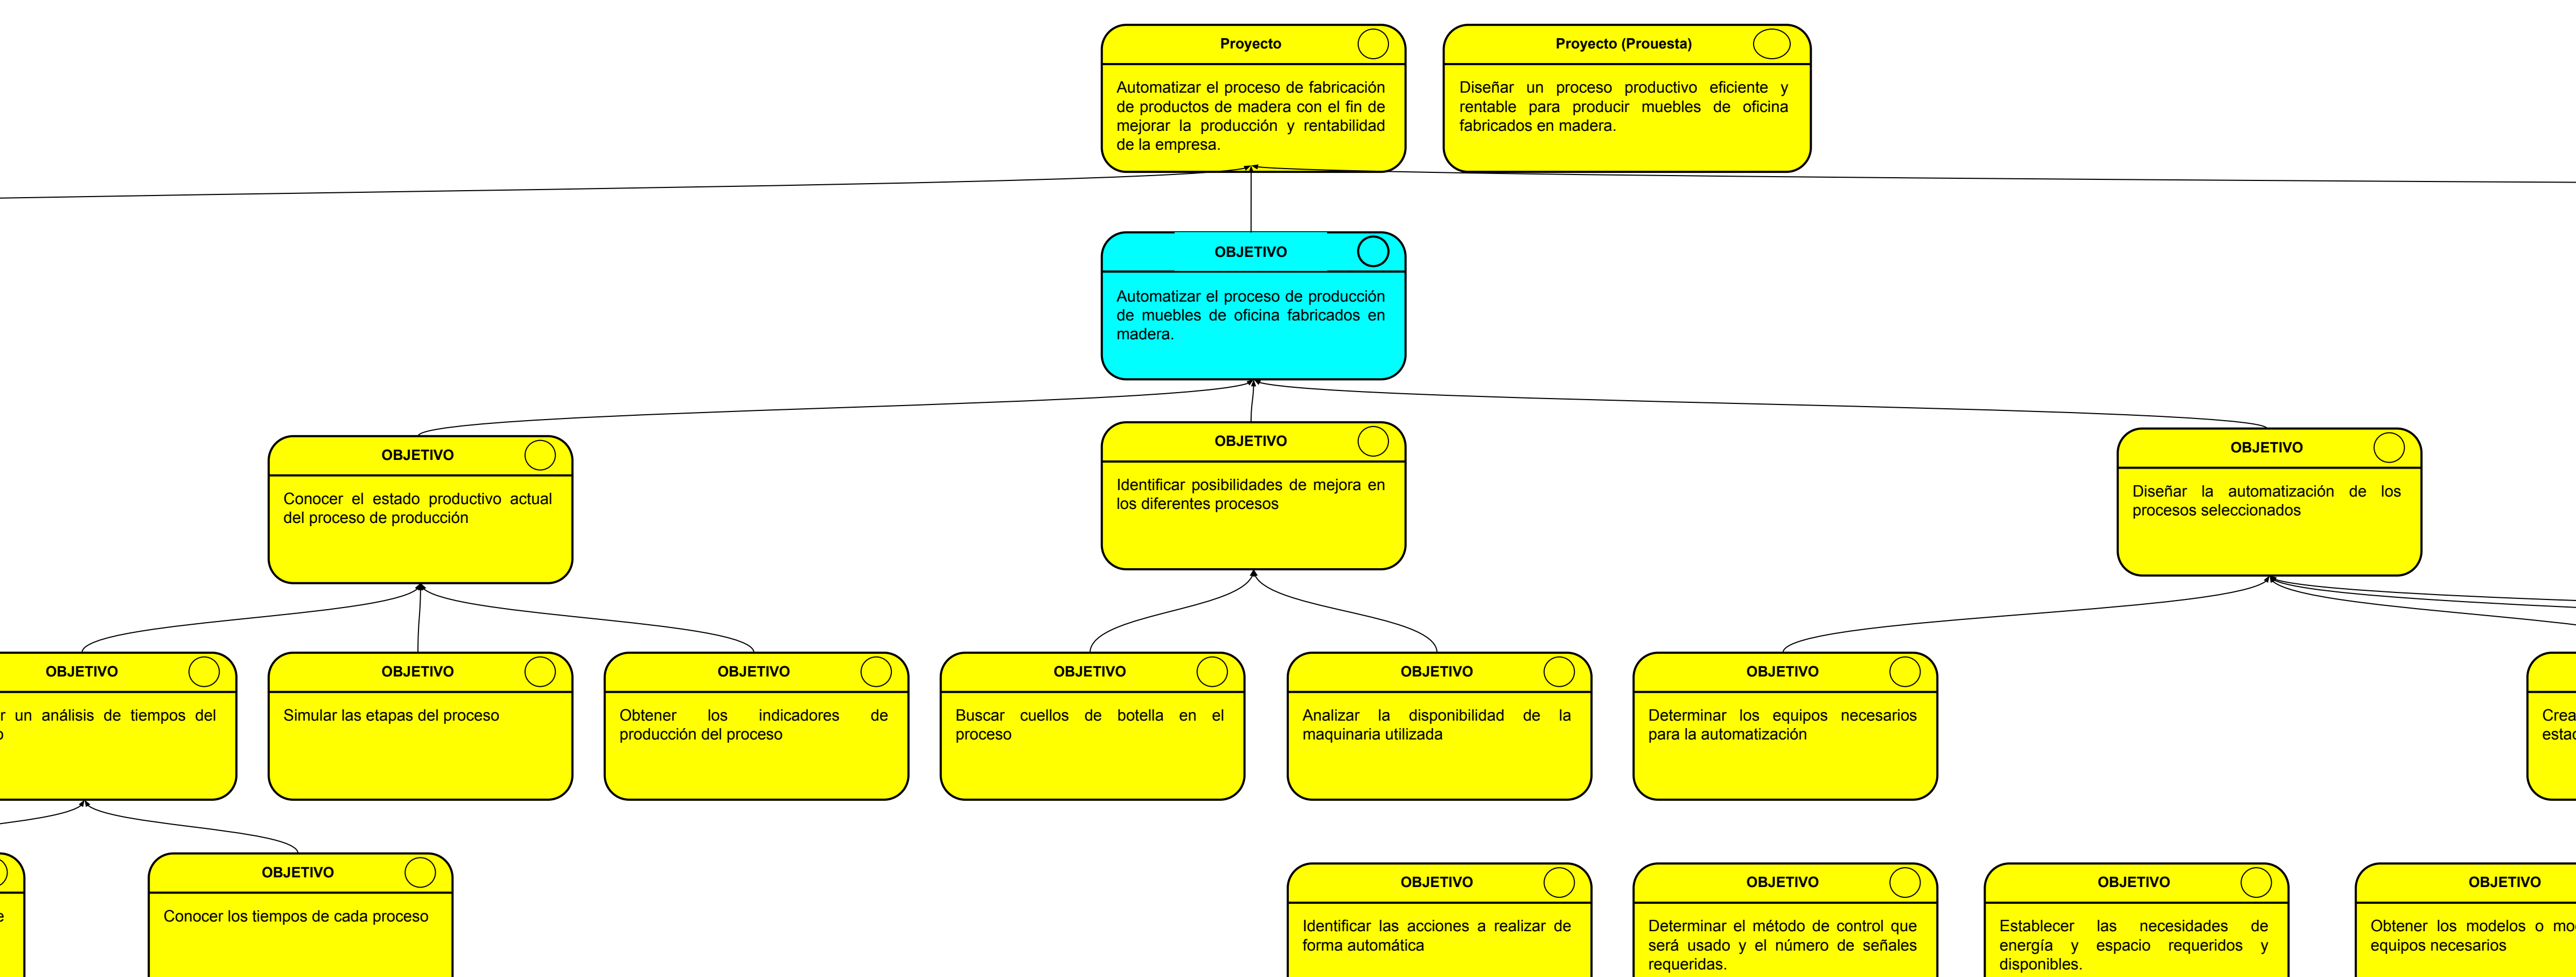 Proyecto
Automatizar el proceso de fabricación
de productos de madera con el fin de
mejorar la producción y rentabilidad
de la empresa.
Proyecto (Prouesta)
Diseñar un proceso productivo eficiente y
rentable para producir muebles de oficina
fabricados en madera.
OBJETIVO
Automatizar el proceso de producción
de muebles de oficina fabricados en
madera.
OBJETIVO
Conocer el estado productivo actual
del proceso de producción
OBJETIVO
Identificar posibilidades de mejora en
los diferentes procesos
OBJETIVO
Diseñar la automatización de los
procesos seleccionados
OBJETIVO
un análisis de tiempos del
OBJETIVO
Simular las etapas del proceso
OBJETIVO
Obtener los indicadores de
producción del proceso
OBJETIVO
Buscar cuellos de botella en el
proceso
OBJETIVO
Analizar la disponibilidad de la
maquinaria utilizada
OBJETIVO
Determinar los equipos necesarios
para la automatización
OBJETIVO
Conocer los tiempos de cada proceso
OBJETIVO
Identificar las acciones a realizar de
forma automática
OBJETIVO
Determinar el método de control que
será usado y el número de señales
requeridas.
OBJETIVO
Establecer las necesidades de
energía y espacio requeridos y
disponibles.
OBJETIVO
Obtener los modelos o
equipos necesarios